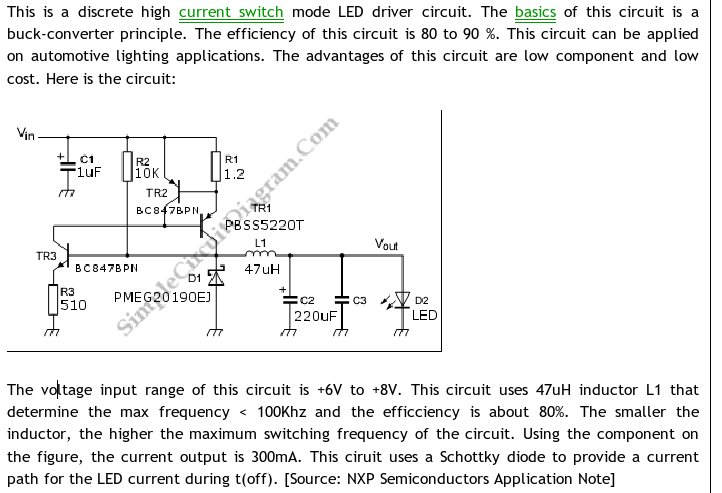 This is a discrete high current switch mode LED driver circuit. The basics of this circuit is a
buck-converter principle. The efficiency of this circuit is 80 to 90 %. This circuit can be applied
on automotive lighting applications. The advantages of this circuit are low component and low
cost. Here is the circuit:
Vin
+
C1
1uF
R2
10K
R1
1.2
TR2
BC847BPN
TR1
PBSS5220T
L1
47uH
Vout
TR3
BC847BPN
D1
PMEG20190EJ
R3
510
+
C2
220uF
C3
D2
LED
SimpleCircuitDiagram.Com
The voltage input range of this circuit is +6V to +8V. This circuit uses 47uH inductor L1 that
determine the max frequency < 100Khz and the efficciency is about 80%. The smaller the
inductor, the higher the maximum switching frequency of the circuit. Using the component on
the figure, the current output is 300mA. This ciruit uses a Schottky diode to provide a current
path for the LED current during t(off). [Source: NXP Semiconductors Application Note]